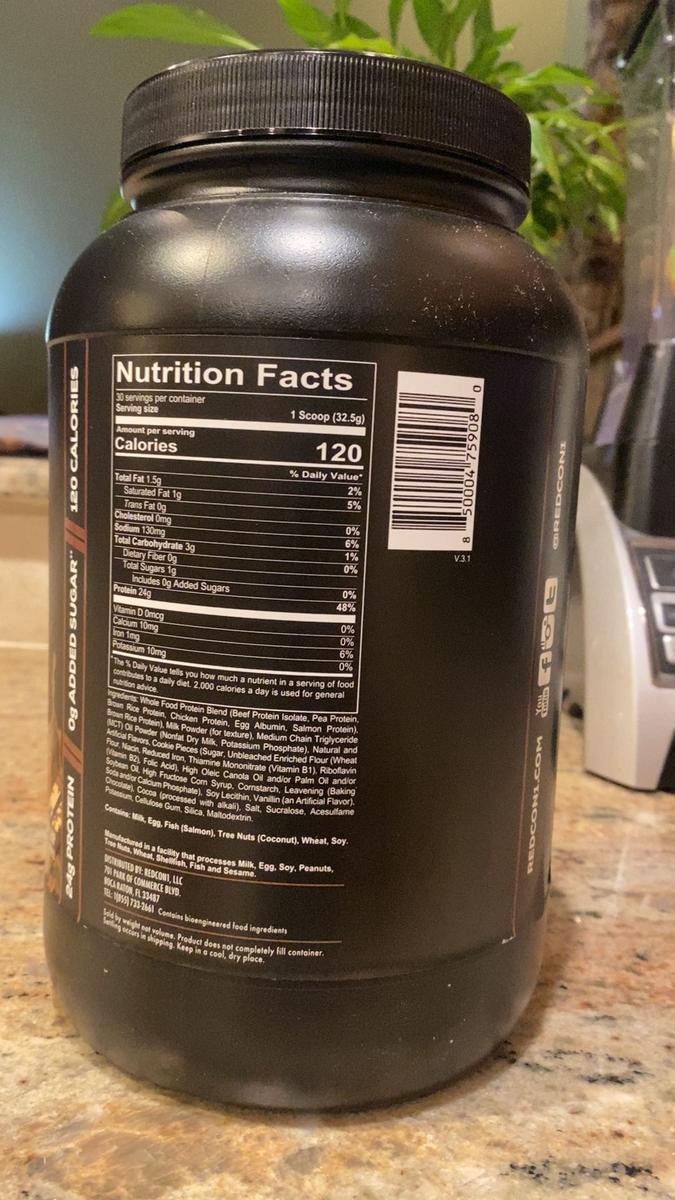 Nutrition Facts
30 servings per container
Serving size 1 Scoop (32.5g)
Amount per serving
Calories 120
% Daily Value*
Total Fat 1.5g 2%
Saturated Fat 1g 5%
Trans Fat 0g
Cholesterol 0mg 0%
Sodium 130mg 6%
Total Carbohydrate 3g 1%
Dietary Fiber 0g 0%
Total Sugars 1g
Includes 0g Added Sugars 0%
Protein 24g 48%
Vitamin D 0mcg 0%
Calcium 10mg 0%
Iron 1mg 6%
Potassium 10mg 0%
*The % Daily Value tells you how much a nutrient in a serving of food
contributes to a daily diet. 2,000 calories a day is used for general
nutrition advice.
Ingredients: Whole Food Protein Blend (Beef Protein Isolate, Pea Protein,
Brown Rice Protein, Chicken Protein, Egg Albumin, Salmon Protein),
Brown Rice Protein), Milk Powder (for texture), Medium Chain Triglyceride
(MCT) Oil Powder (Nonfat Dry Milk, Potassium Phosphate), Natural and
Artificial Flavors, Cookie Pieces (Sugar, Unbleached Enriched Flour (Wheat
Flour, Niacin, Reduced Iron, Thiamine Mononitrate (Vitamin B1), Riboflavin
(Vitamin B2), Folic Acid), High Oleic Canola Oil and/or Palm Oil and/or
Soybean Oil, High Fructose Corn Syrup, Cornstarch, Leavening (Baking
Soda and/or Calcium Phosphate), Soy Lecithin, Vanillin (an Artificial Flavor),
Chocolate), Cocoa (processed with alkali), Salt, Sucralose, Acesulfame
Potassium, Cellulose Gum, Silica, Maltodextrin.
Contains: Milk, Egg, Fish (Salmon), Tree Nuts (Coconut), Wheat, Soy.
Manufactured in a facility that processes Milk, Egg, Soy, Peanuts,
Tree Nuts, Wheat, Shellfish, Fish and Sesame.
DISTRIBUTED BY: REDCON1, LLC
701 PARK OF COMMERCE BLVD.
BOCA RATON, FL 33487
TEL: 1(855) 733-2661 Contains bioengineered food ingredients
Sold by weight not volume. Product does not completely fill container.
Settling occurs in shipping. Keep in a cool, dry place.
24g PROTEIN // 0g ADDED SUGAR** // 120 CALORIES
8 50004 75908 0
V.3.1
REDCON1.COM You Tube @REDCON1